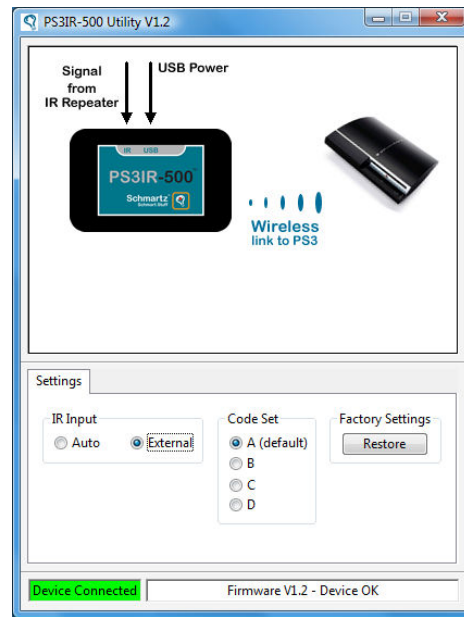 PS3IR-500 Utility V1.2
Signal
from
IR Repeater
USB Power
IR USB
PS3IR-500
Schmartz
Schmart Stuff
Wireless
link to PS3
Settings
IR Input
Auto
External
Code Set
A (default)
B
C
D
Factory Settings
Restore
Device Connected
Firmware V1.2 - Device OK